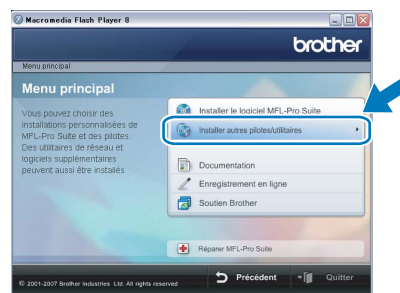 Macromedia Flash Player 8
brother
Menu principal
Menu principal
Vous pouvez choisir des
installations personnalisées de
MFL-Pro Suite et des pilotes.
Des utilitaires de réseau et
logiciels supplémentaires
peuvent aussi être installés.
Installer le logiciel MFL-Pro Suite
Installer autres pilotes/utilitaires
Documentation
Enregistrement en ligne
Soutien Brother
Réparer MFL-Pro Suite
© 2001-2007 Brother Industries Ltd. All rights reserved
Précédent
Quitter